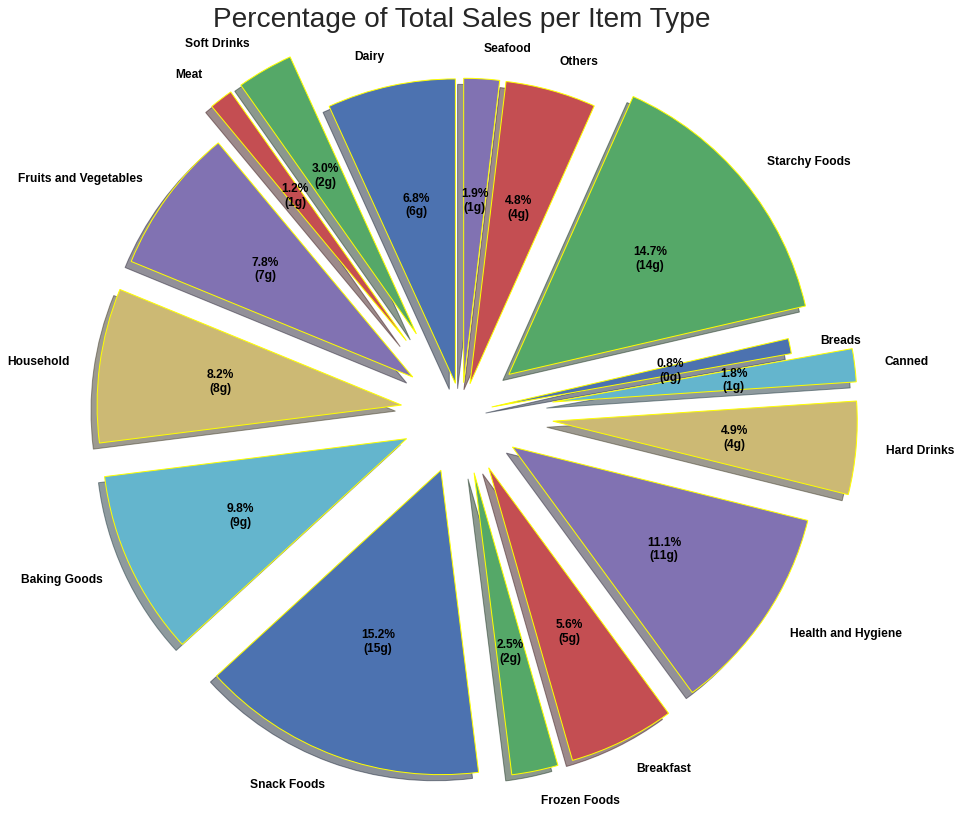 Percentage of Total Sales per Item Type
Soft Drinks
3.0%
(2g)
Meat
1.2%
(1g)
Dairy
6.8%
(6g)
Seafood
1.9%
(1g)
Others
4.8%
(4g)
Starchy Foods
14.7%
(14g)
Fruits and Vegetables
7.8%
(7g)
Breads
0.8%
(0g)
Canned
1.8%
(1g)
Household
8.2%
(8g)
Hard Drinks
4.9%
(4g)
Baking Goods
9.8%
(9g)
Health and Hygiene
11.1%
(11g)
Snack Foods
15.2%
(15g)
Frozen Foods
2.5%
(2g)
Breakfast
5.6%
(5g)